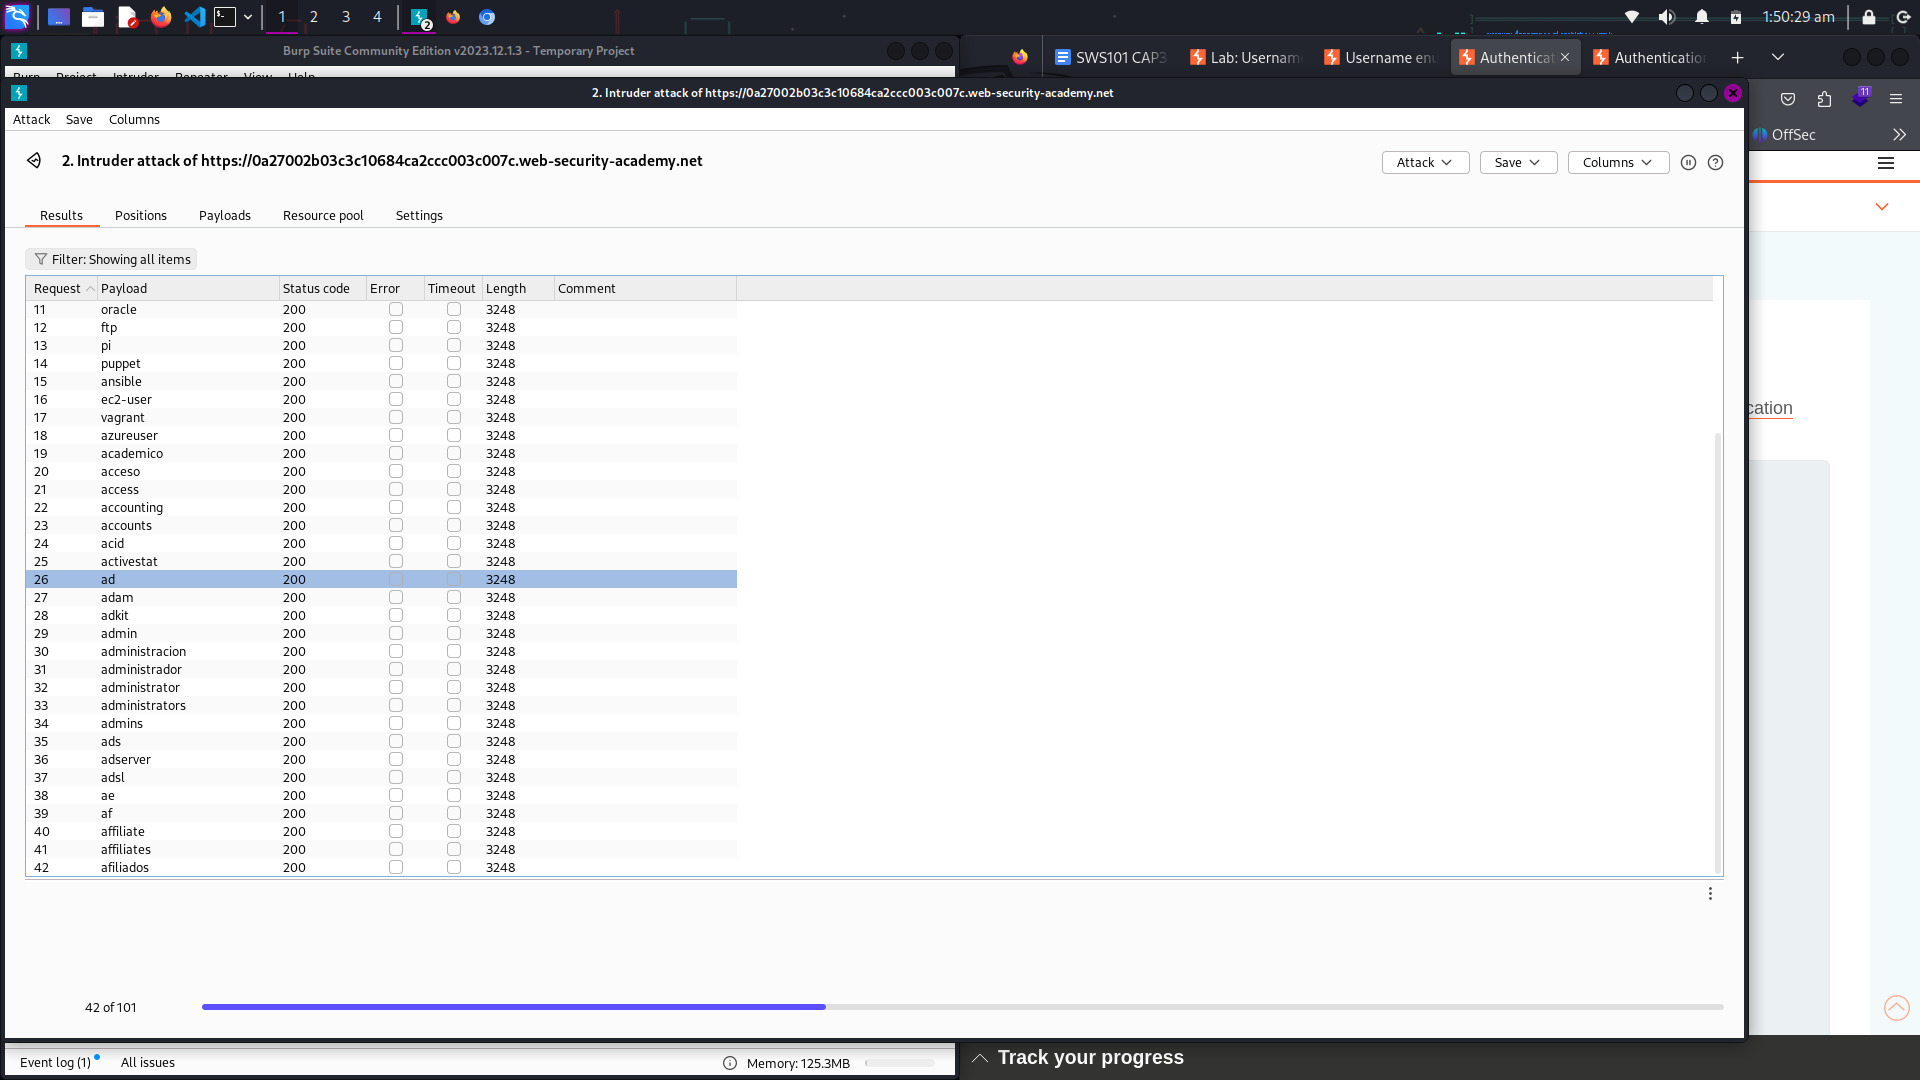 1 2 3 4 2 1:50:29 am
Burp Suite Community Edition v2023.12.1.3 - Temporary Project
SWS101 CAP3 Lab: Usernam Username enu Authenticat Authentication
Burp Project Intruder Repeater View Help
2. Intruder attack of https://0a27002b03c3c10684ca2ccc003c007c.web-security-academy.net
11
Attack Save Columns
OffSec
2. Intruder attack of https://0a27002b03c3c10684ca2ccc003c007c.web-security-academy.net
Attack Save Columns
Results Positions Payloads Resource pool Settings
Filter: Showing all items
Request Payload Status code Error Timeout Length Comment
11 oracle 200 3248
12 ftp 200 3248
13 pi 200 3248
14 puppet 200 3248
15 ansible 200 3248
16 ec2-user 200 3248
17 vagrant 200 3248
18 azureuser 200 3248
19 academico 200 3248
20 acceso 200 3248
21 access 200 3248
22 accounting 200 3248
23 accounts 200 3248
24 acid 200 3248
25 activestat 200 3248
26 ad 200 3248
27 adam 200 3248
28 adkit 200 3248
29 admin 200 3248
30 administracion 200 3248
31 administrador 200 3248
32 administrator 200 3248
33 administrators 200 3248
34 admins 200 3248
35 ads 200 3248
36 adserver 200 3248
37 adsl 200 3248
38 ae 200 3248
39 af 200 3248
40 affiliate 200 3248
41 affiliates 200 3248
42 afiliados 200 3248
cation
42 of 101
Event log (1) All issues Memory: 125.3MB
Track your progress